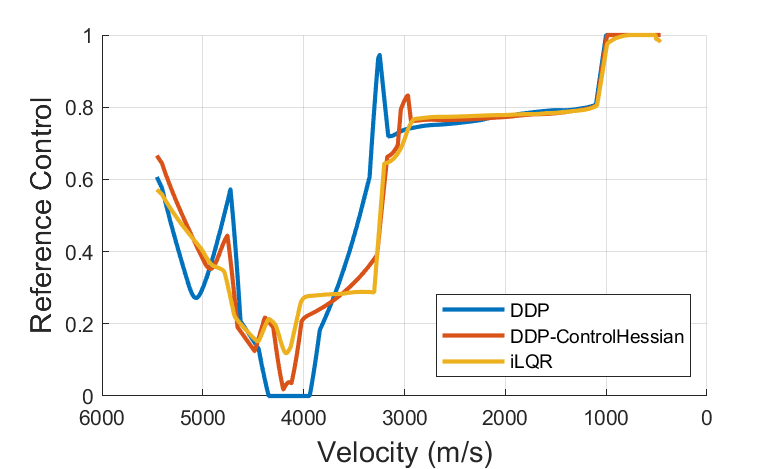 1
0.8
0.6
0.4
0.2
0
Reference Control
6000 5000 4000 3000 2000 1000 0
Velocity (m/s)
DDP
DDP-ControlHessian
iLQR